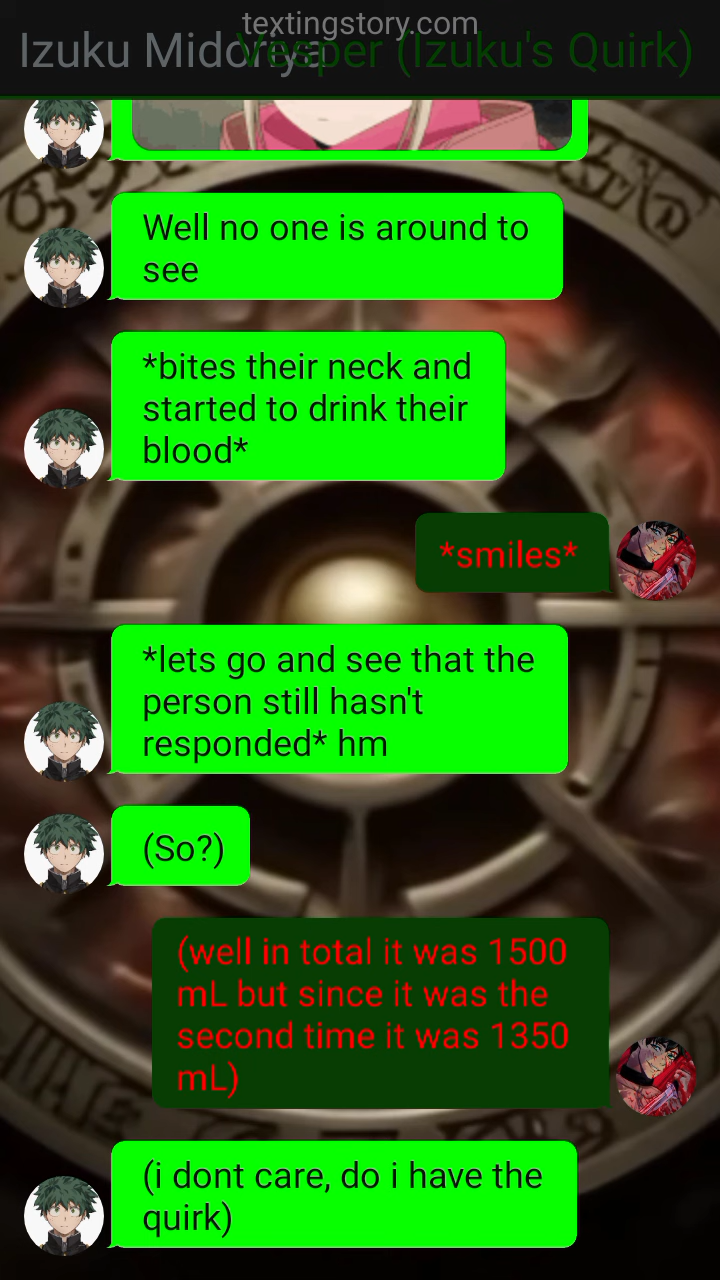 textingstory.com
Izuku Midoriya
Vesper (Izuku's Quirk)
Well no one is around to
see
*bites their neck and
started to drink their
blood*
*smiles*
*lets go and see that the
person still hasn't
responded* hm
(So?)
(well in total it was 1500
mL but since it was the
second time it was 1350
mL)
(i dont care, do i have the
quirk)